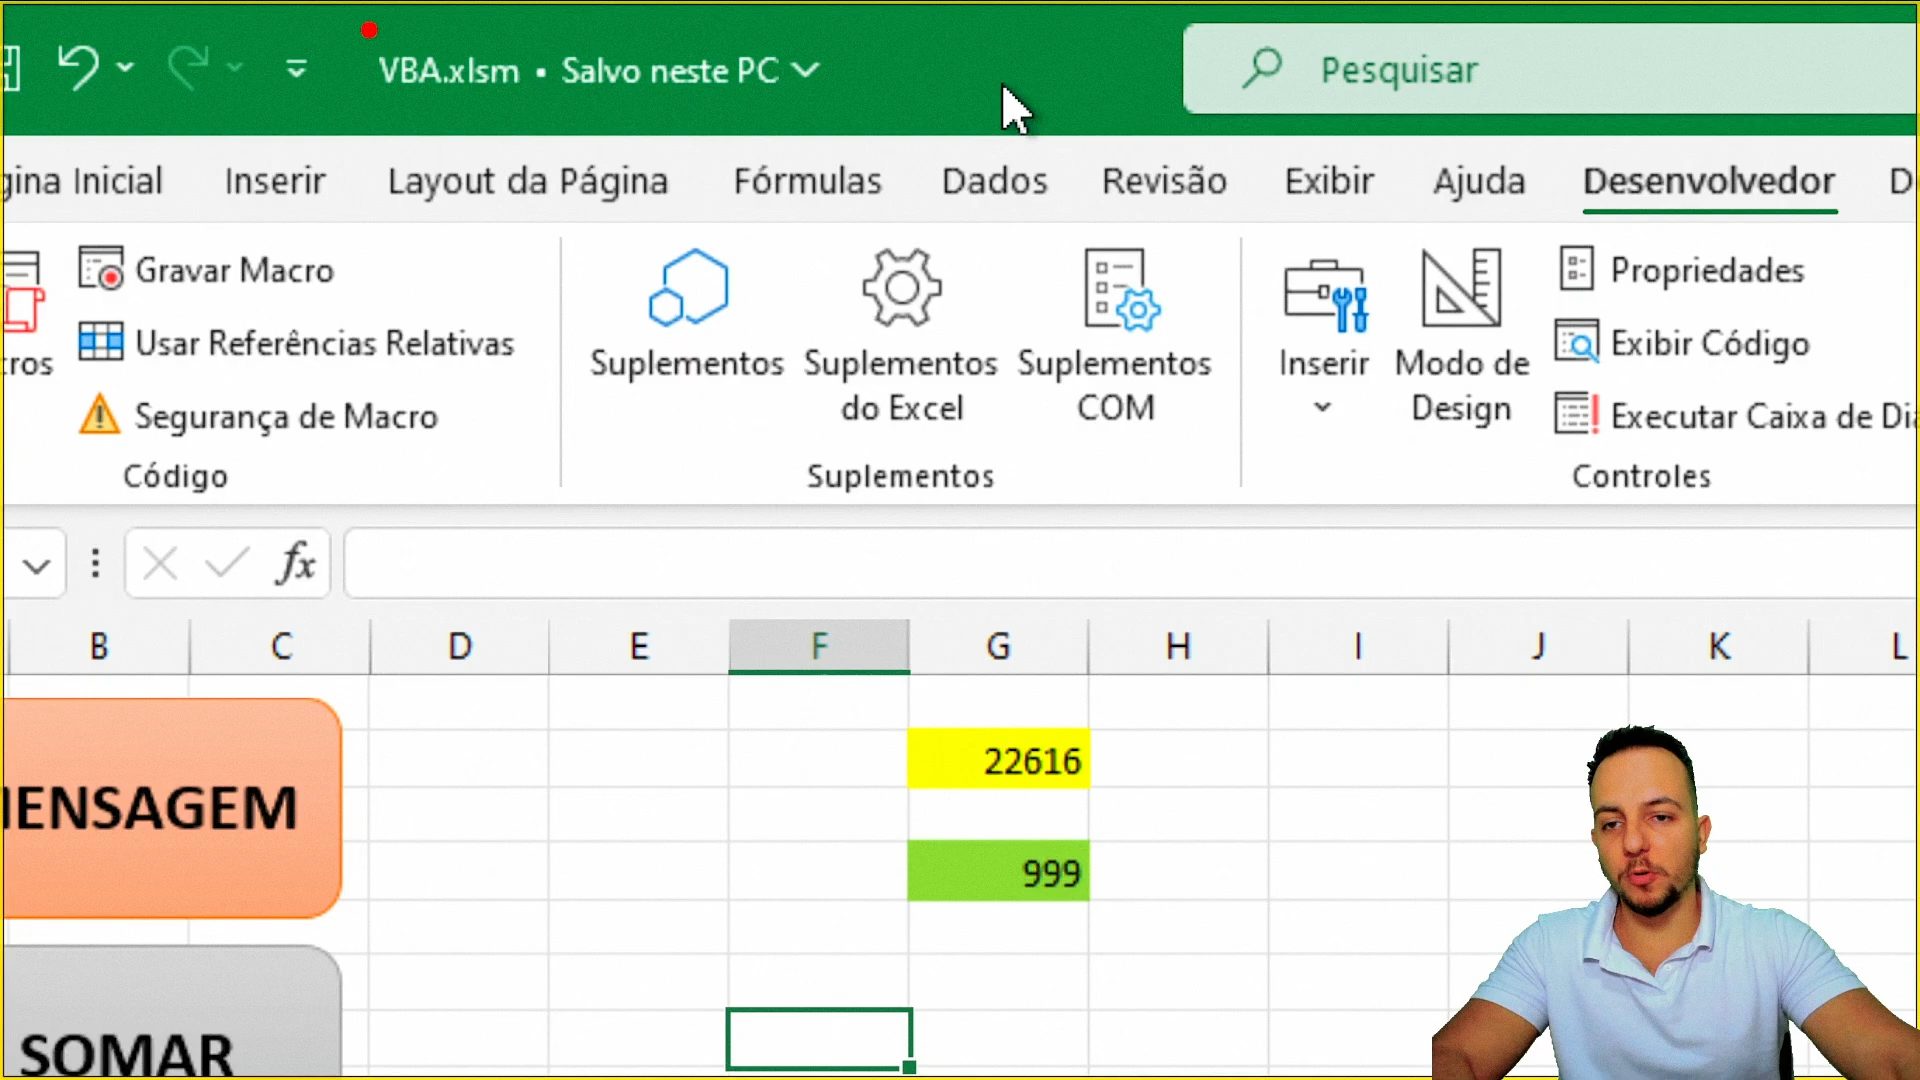 VBA.xlsm • Salvo neste PC
Pesquisar
gina Inicial Inserir Layout da Página Fórmulas Dados Revisão Exibir Ajuda Desenvolvedor D
ros
Gravar Macro
Usar Referências Relativas
Segurança de Macro
Código
Suplementos
Suplementos
do Excel
Suplementos
COM
Suplementos
Inserir
Modo de
Design
Propriedades
Exibir Código
Executar Caixa de Diá
Controles
fx
B C D E F G H I J K L
22616
MENSAGEM
999
SOMAR